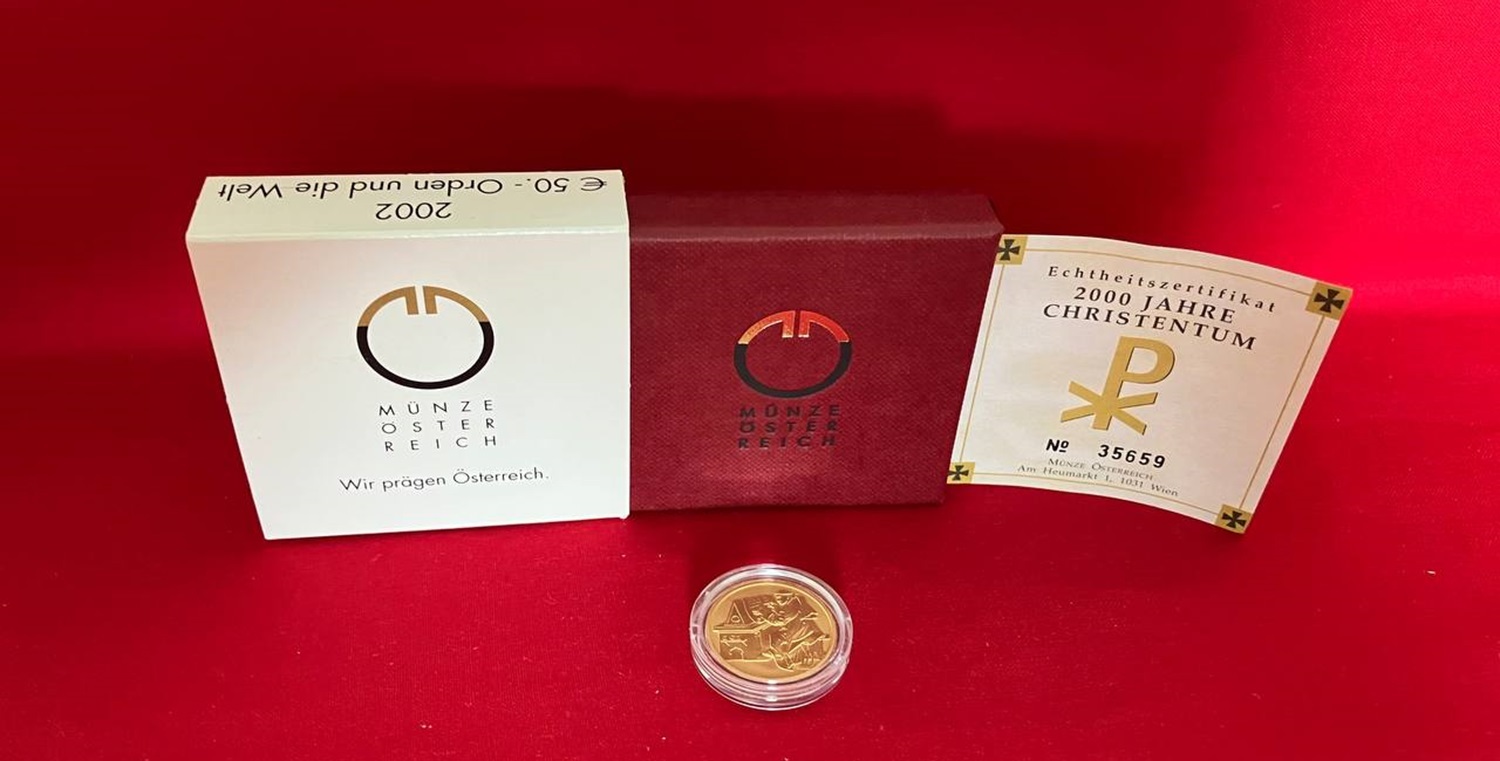 € 50.- Orden und die Welt
2002
MÜNZE
ÖSTER
REICH
Wir prägen Österreich.
MÜNZE
ÖSTER
REICH
Echtheitszertifikat
2000 JAHRE
CHRISTENTUM
№ 35659
MÜNZE ÖSTERREICH
Am Heumarkt 1, 1031 Wien